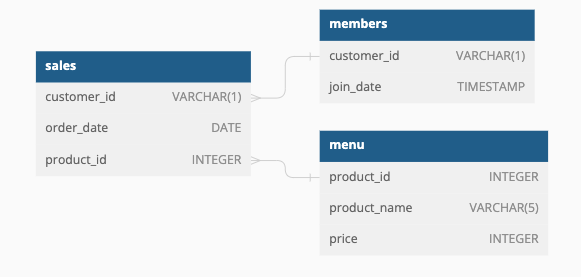 members
customer_id VARCHAR(1)
join_date TIMESTAMP
sales
customer_id VARCHAR(1)
order_date DATE
product_id INTEGER
menu
product_id INTEGER
product_name VARCHAR(5)
price INTEGER